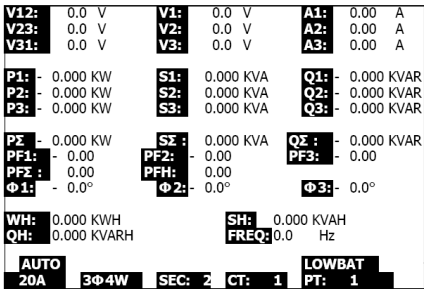 V12: 0.0 V V1: 0.0 V A1: 0.00 A
V23: 0.0 V V2: 0.0 V A2: 0.00 A
V31: 0.0 V V3: 0.0 V A3: 0.00 A
P1: - 0.000 KW S1: 0.000 KVA Q1: - 0.000 KVAR
P2: - 0.000 KW S2: 0.000 KVA Q2: - 0.000 KVAR
P3: - 0.000 KW S3: 0.000 KVA Q3: - 0.000 KVAR
PΣ - 0.000 KW SΣ : 0.000 KVA QΣ : - 0.000 KVAR
PF1: - 0.00 PF2: - 0.00 PF3: - 0.00
PFΣ : - 0.00 PFH: 0.00
Φ1: - 0.0° Φ2: - 0.0° Φ3: - 0.0°
WH: 0.000 KWH SH: 0.000 KVAH
QH: 0.000 KVARH FREQ: 0.0 Hz
AUTO LOWBAT
20A 3Φ4W SEC: 2 CT: 1 PT: 1